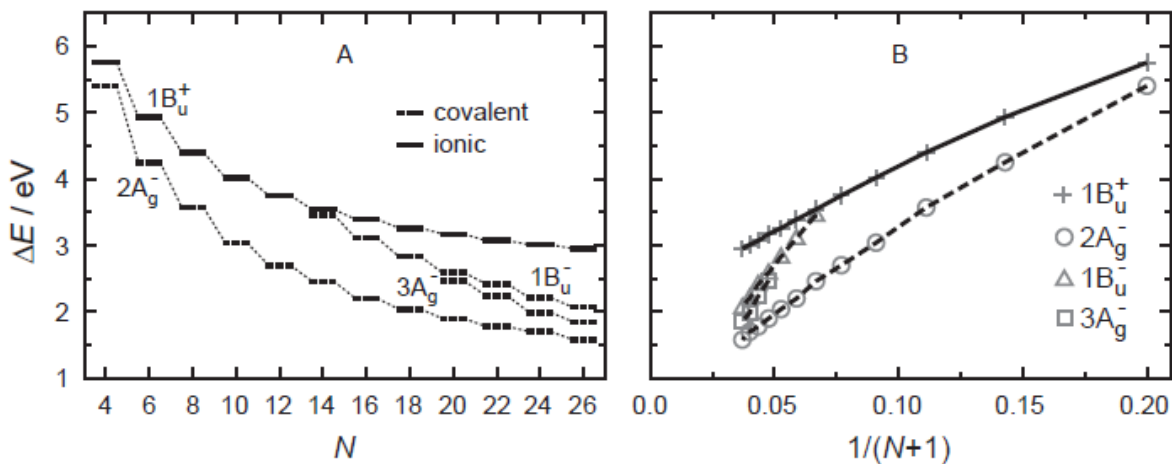 A
B
6
5
4
3
2
1
ΔE / eV
1B_u^+
2A_g^-
3A_g^-
1B_u^-
covalent
ionic
4 6 8 10 12 14 16 18 20 22 24 26
N
1B_u^+
2A_g^-
1B_u^-
3A_g^-
0.0 0.05 0.10 0.15 0.20
1/(N+1)